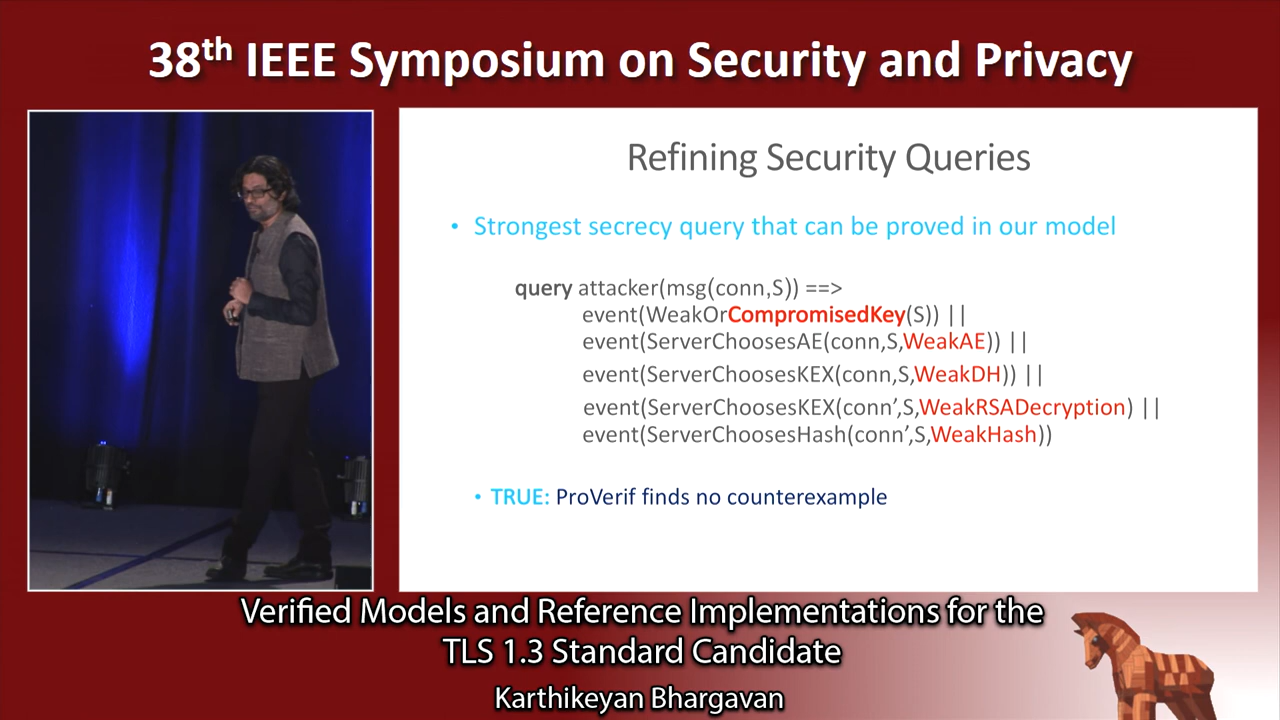 38th IEEE Symposium on Security and Privacy
Refining Security Queries
• Strongest secrecy query that can be proved in our model
query attacker(msg(conn,S)) ==>
event(WeakOrCompromisedKey(S)) ||
event(ServerChoosesAE(conn,S,WeakAE)) ||
event(ServerChoosesKEX(conn,S,WeakDH)) ||
event(ServerChoosesKEX(conn’,S,WeakRSADecryption) ||
event(ServerChoosesHash(conn’,S,WeakHash))
• TRUE: ProVerif finds no counterexample
Verified Models and Reference Implementations for the
TLS 1.3 Standard Candidate
Karthikeyan Bhargavan